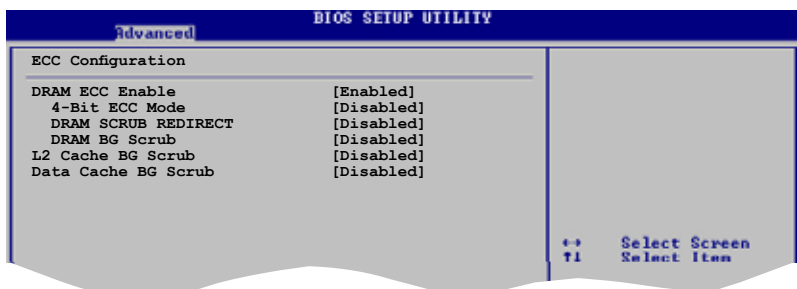 BIOS SETUP UTILITY
Advanced
ECC Configuration
DRAM ECC Enable [Enabled]
4-Bit ECC Mode [Disabled]
DRAM SCRUB REDIRECT [Disabled]
DRAM BG Scrub [Disabled]
L2 Cache BG Scrub [Disabled]
Data Cache BG Scrub [Disabled]
↔ Select Screen
↑↓ Select Item